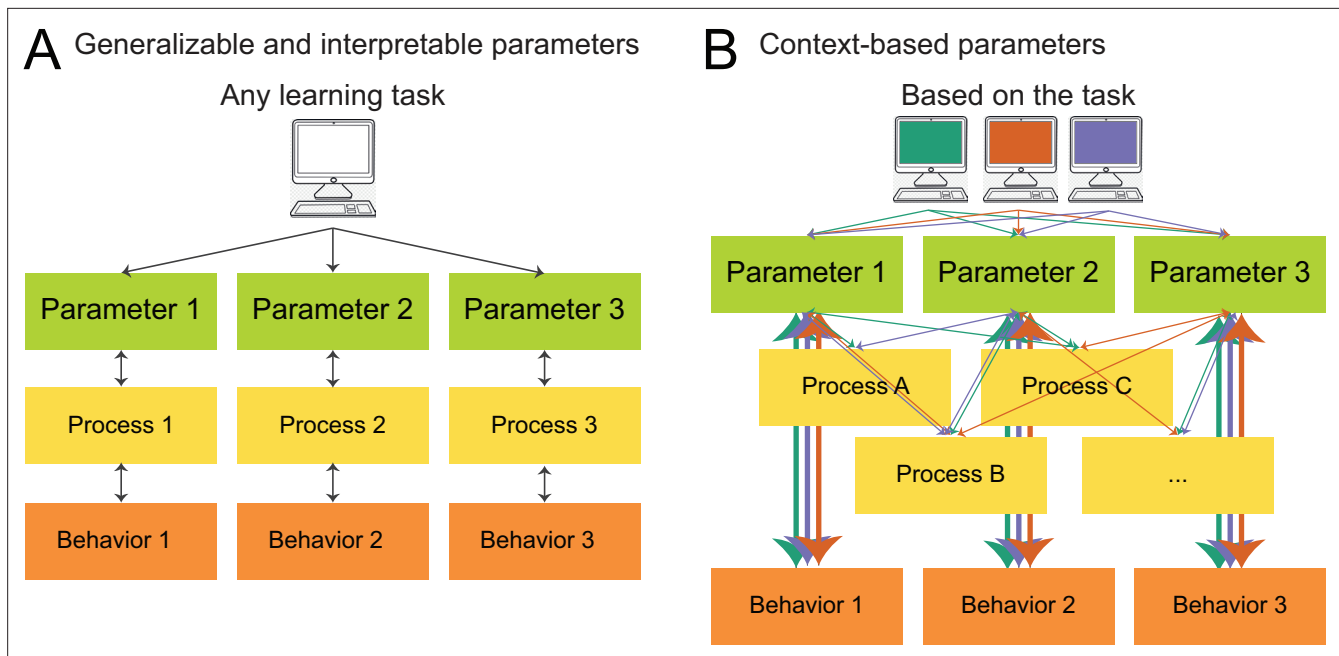 A Generalizable and interpretable parameters
Any learning task
Parameter 1 Parameter 2 Parameter 3
Process 1 Process 2 Process 3
Behavior 1 Behavior 2 Behavior 3
B Context-based parameters
Based on the task
Parameter 1 Parameter 2 Parameter 3
Process A Process C
Process B ...
Behavior 1 Behavior 2 Behavior 3